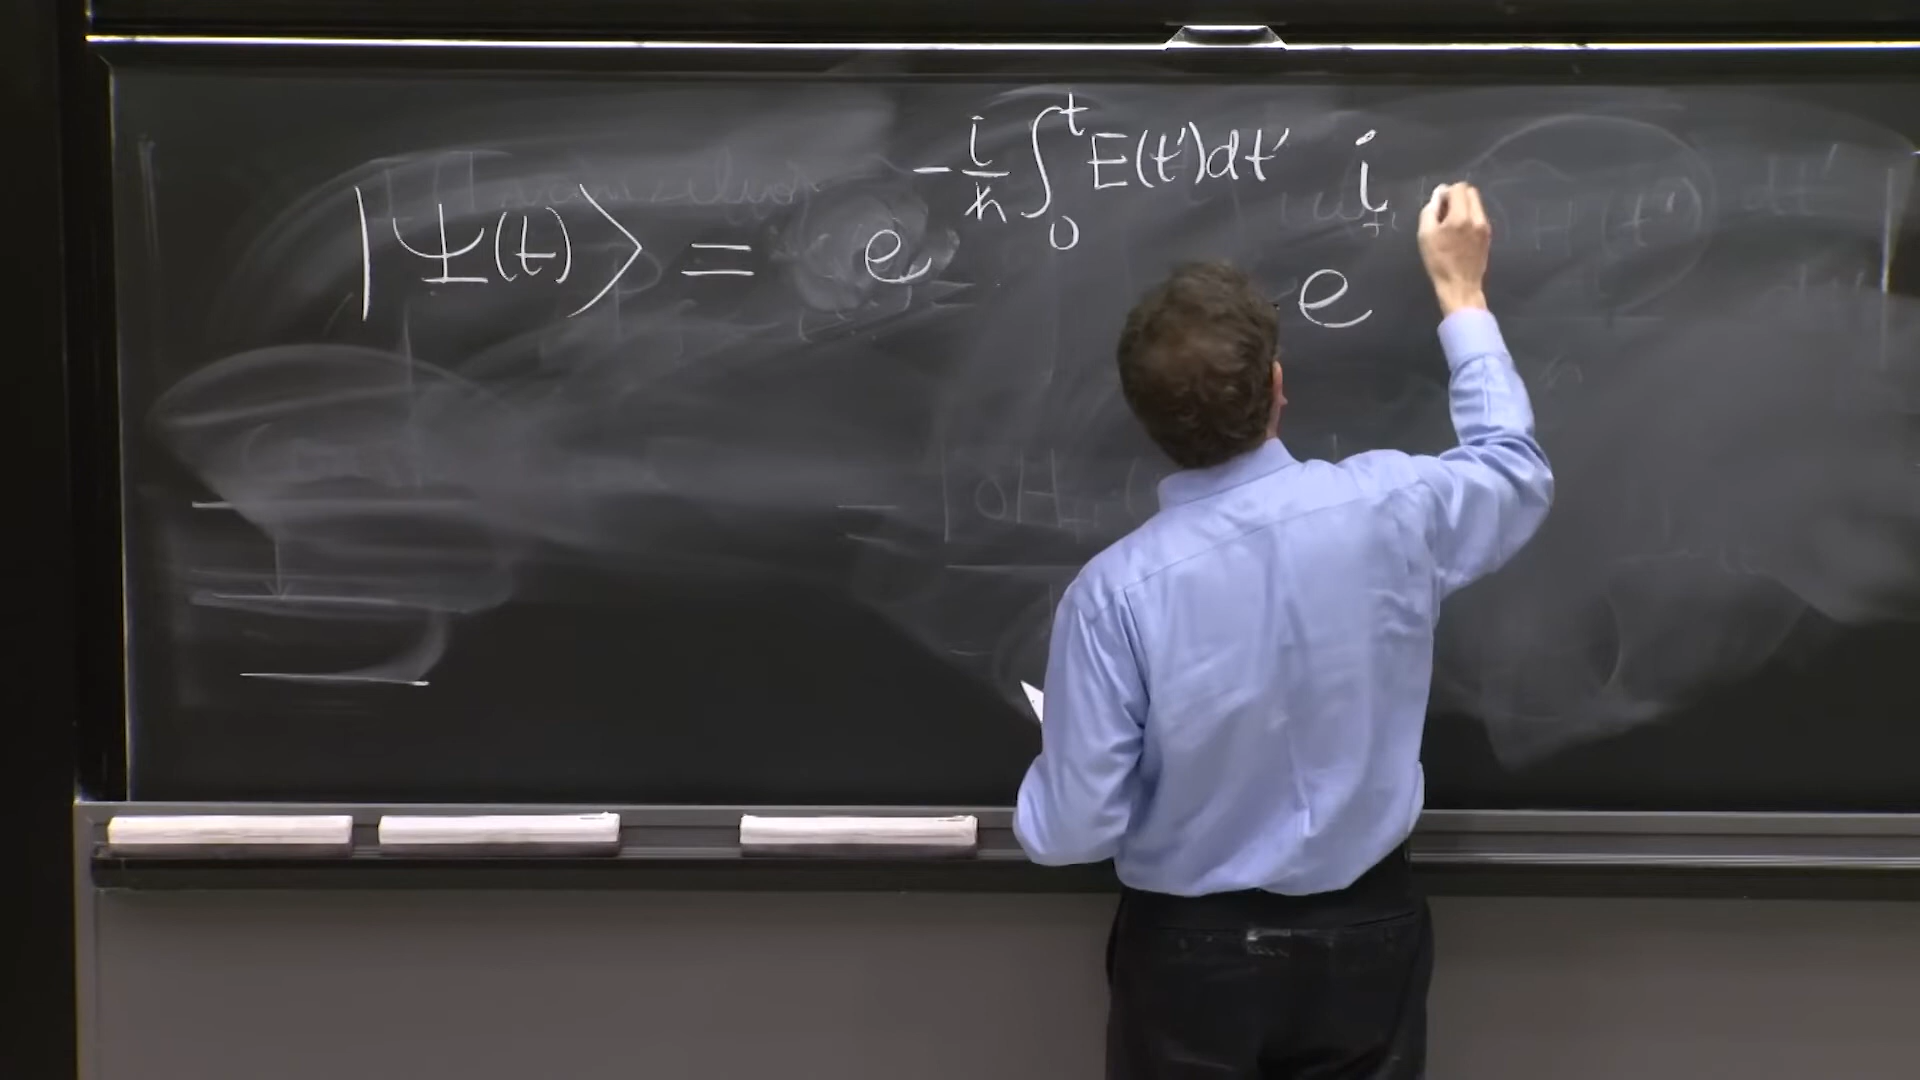 |Ψ(t)⟩ = e^{-i/ħ ∫_0^t E(t')dt'} e^{i